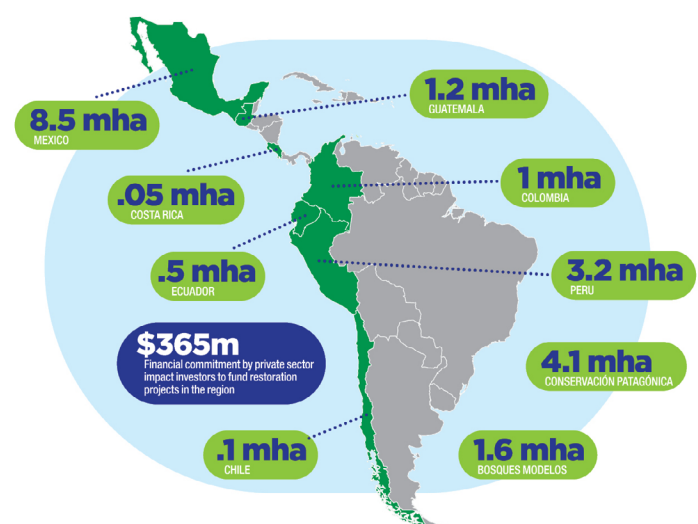 8.5 mha
MEXICO
1.2 mha
GUATEMALA
.05 mha
COSTA RICA
1 mha
COLOMBIA
.5 mha
ECUADOR
3.2 mha
PERU
$365m
Financial commitment by private sector
impact investors to fund restoration
projects in the region
4.1 mha
CONSERVACIÓN PATAGÓNICA
.1 mha
CHILE
1.6 mha
BOSQUES MODELOS